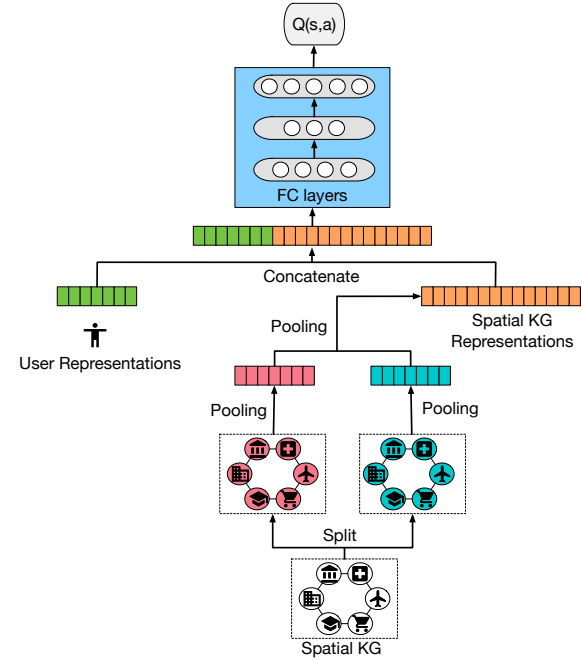 Q(s,a)
FC layers
Concatenate
User Representations
Pooling
Spatial KG
Representations
Pooling
Pooling
Split
Spatial KG